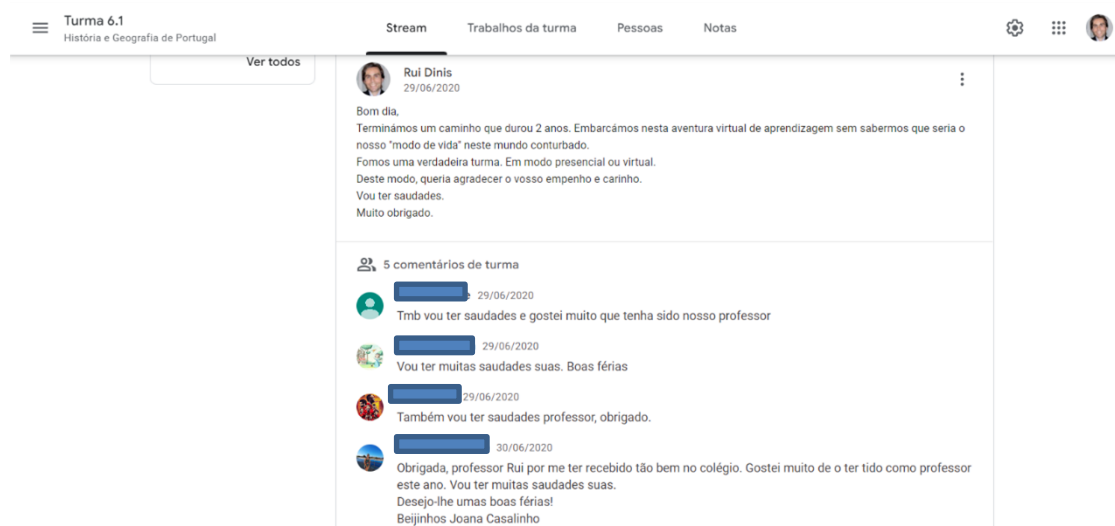 Turma 6.1
História e Geografia de Portugal
Stream
Trabalhos da turma
Pessoas
Notas
Ver todos
Rui Dinis
29/06/2020
Bom dia,
Terminámos um caminho que durou 2 anos. Embarcámos nesta aventura virtual de aprendizagem sem sabermos que seria o
nosso "modo de vida" neste mundo conturbado.
Fomos uma verdadeira turma. Em modo presencial ou virtual.
Deste modo, queria agradecer o vosso empenho e carinho.
Vou ter saudades.
Muito obrigado.
5 comentários de turma
29/06/2020
Tmb vou ter saudades e gostei muito que tenha sido nosso professor
29/06/2020
Vou ter muitas saudades suas. Boas férias
29/06/2020
Também vou ter saudades professor, obrigado.
30/06/2020
Obrigada, professor Rui por me ter recebido tão bem no colégio. Gostei muito de o ter tido como professor
este ano. Vou ter muitas saudades suas.
Desejo-lhe umas boas férias!
Beijinhos Joana Casalinho